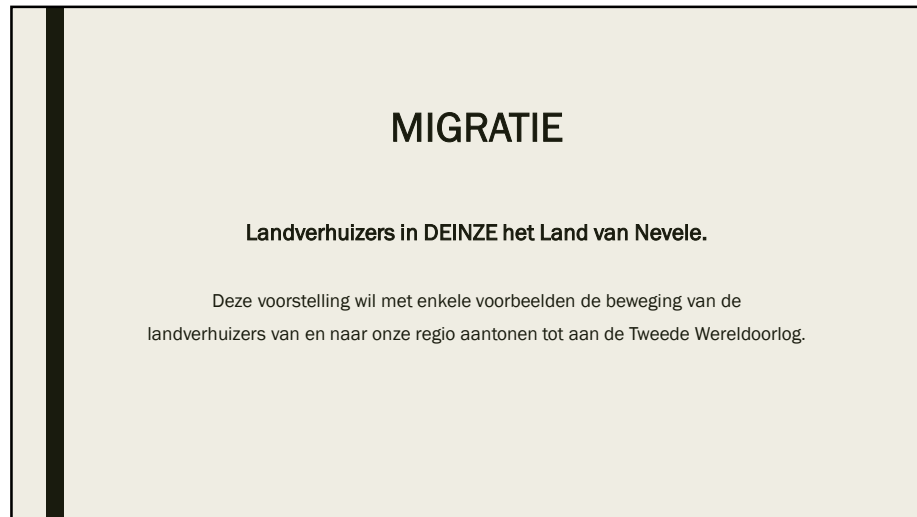 MIGRATIE
Landverhuizers in DEINZE het Land van Nevele.
Deze voorstelling wil met enkele voorbeelden de beweging van de
landverhuizers van en naar onze regio aantonen tot aan de Tweede Wereldoorlog.